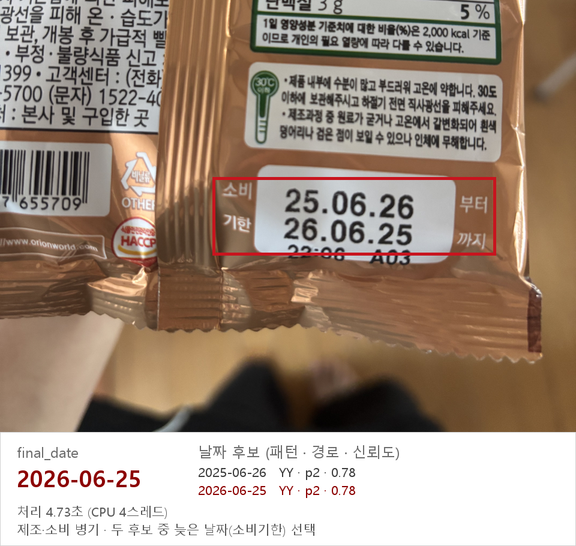 단백질 3 g
5 %
1일 영양성분 기준치에 대한 비율(%)은 2,000 kcal 기준
이므로 개인의 필요 열량에 따라 다를 수 있습니다.
광선을 피해
온·습도가
보관, 개봉 후 가급적 빨
·부정·불량식품 신고
399·고객센터 : (전화
-5700 (문자) 1522-40
처 : 본사 및 구입한 곳
30℃
·제품 내부에 수분이 많고 부드러워 고온에 약합니다. 30도
이하에 보관해주시고 하절기 전면 직사광선을 피해주세요.
·제조과정 중 원료가 굳거나 고온에서 갈변화되어 흰색
덩어리나 검은 점이 보일 수 있으나 인체에 무해합니다.
7 655709
OTHER
HACCP
www.orionworld.
소비
기한
25.06.26
부터
26.06.25
까지
22:06 A03
final_date
2026-06-25
처리 4.73초 (CPU 4스레드)
제조·소비 병기 · 두 후보 중 늦은 날짜(소비기한) 선택
날짜 후보 (패턴 · 경로 · 신뢰도)
2025-06-26 YY · p2 · 0.78
2026-06-25 YY · p2 · 0.78